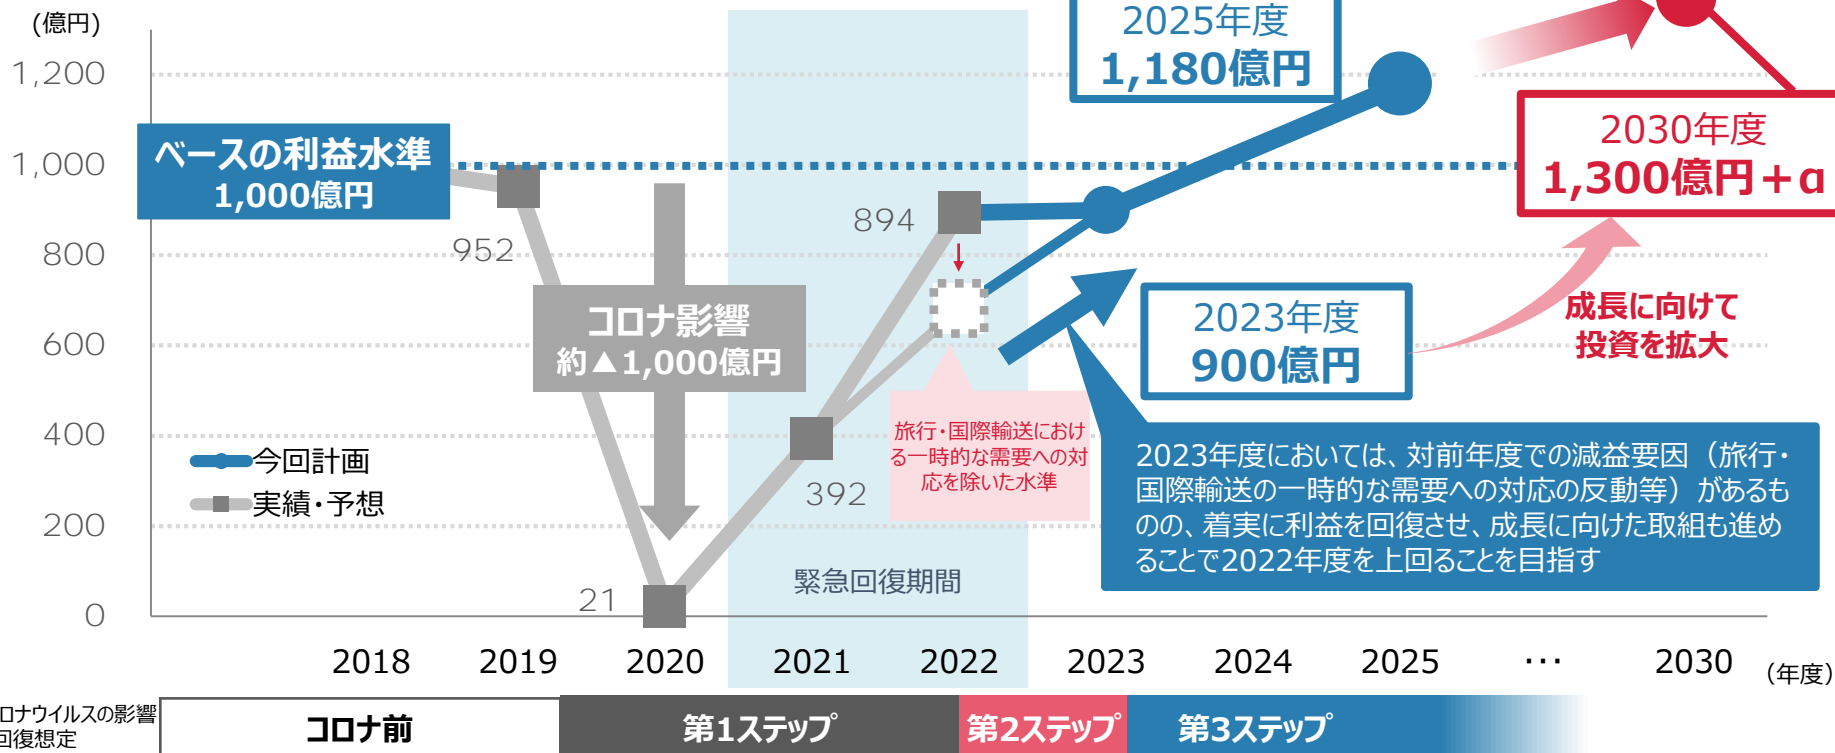 (億円)
1,200
1,000
800
600
400
200
0
ベースの利益水準
1,000億円
952
コロナ影響
約▲1,000億円
21
392
894
今回計画
実績・予想
緊急回復期間
旅行・国際輸送におけ
る一時的な需要への対
応を除いた水準
2025年度
1,180億円
2023年度
900億円
2030年度
1,300億円+α
成長に向けて
投資を拡大
2023年度においては、対前年度での減益要因(旅行・
国際輸送の一時的な需要への対応の反動等)があるも
のの、着実に利益を回復させ、成長に向けた取組も進め
ることで2022年度を上回ることを目指す
2018 2019 2020 2021 2022 2023 2024 2025 … 2030 (年度)
ロナウイルスの影響
回復想定
コロナ前 第1ステップ 第2ステップ 第3ステップ